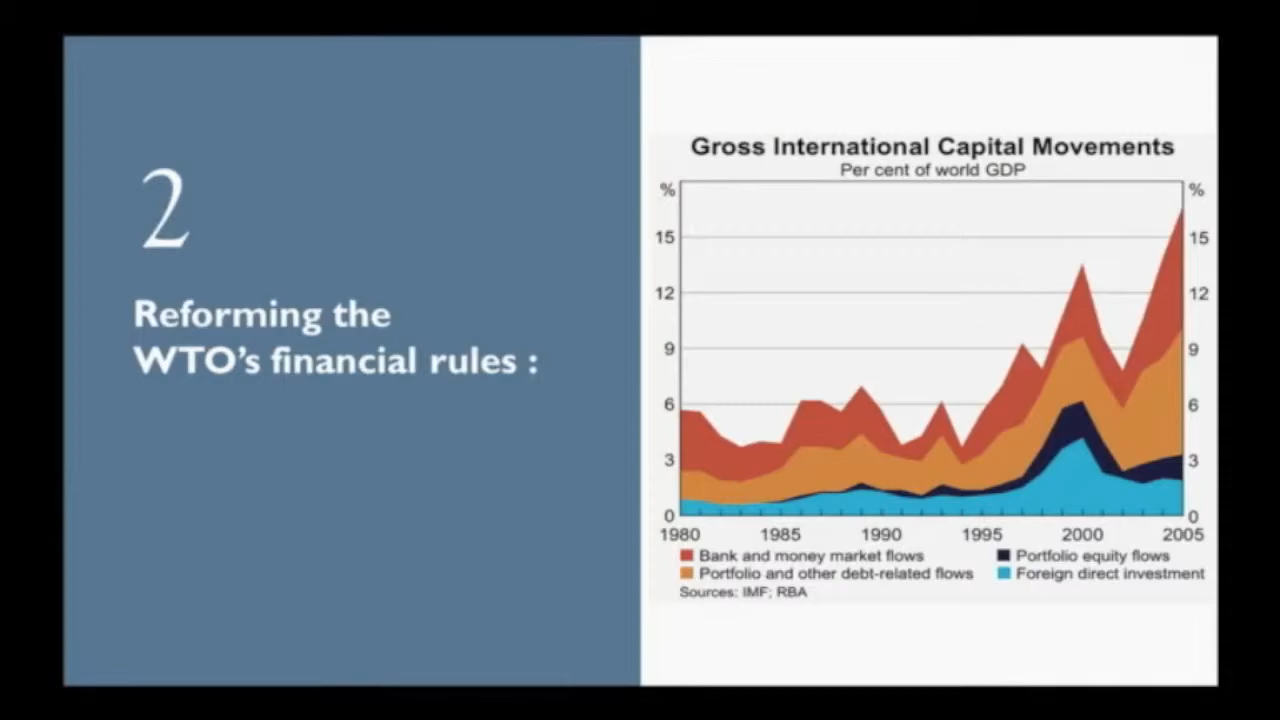 2
Reforming the
WTO's financial rules :
Gross International Capital Movements
Per cent of world GDP
% %
15 15
12 12
9 9
6 6
3 3
0 0
1980 1985 1990 1995 2000 2005
Bank and money market flows Portfolio equity flows
Portfolio and other debt-related flows Foreign direct investment
Sources: IMF; RBA